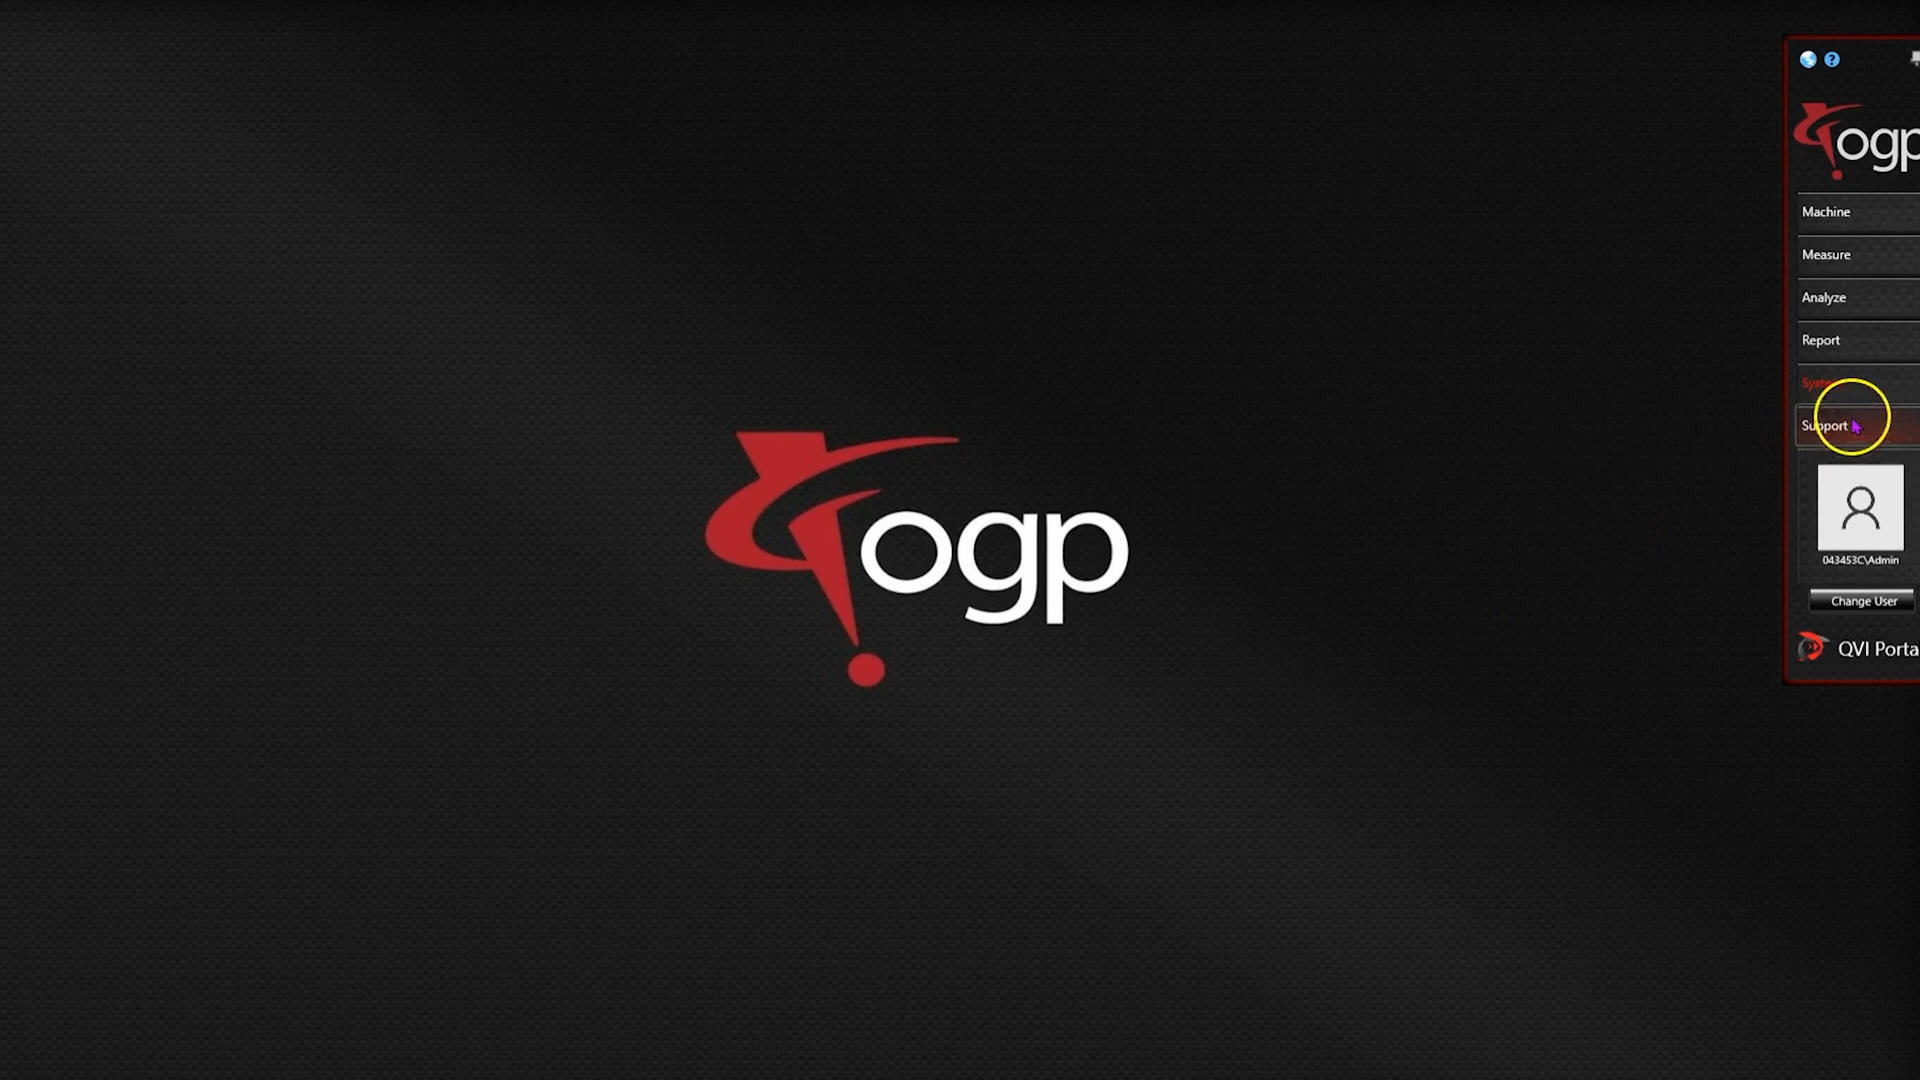 ogp
ogp
Machine
Measure
Analyze
Report
Support
043453C\Admin
Change User
QVI Porta